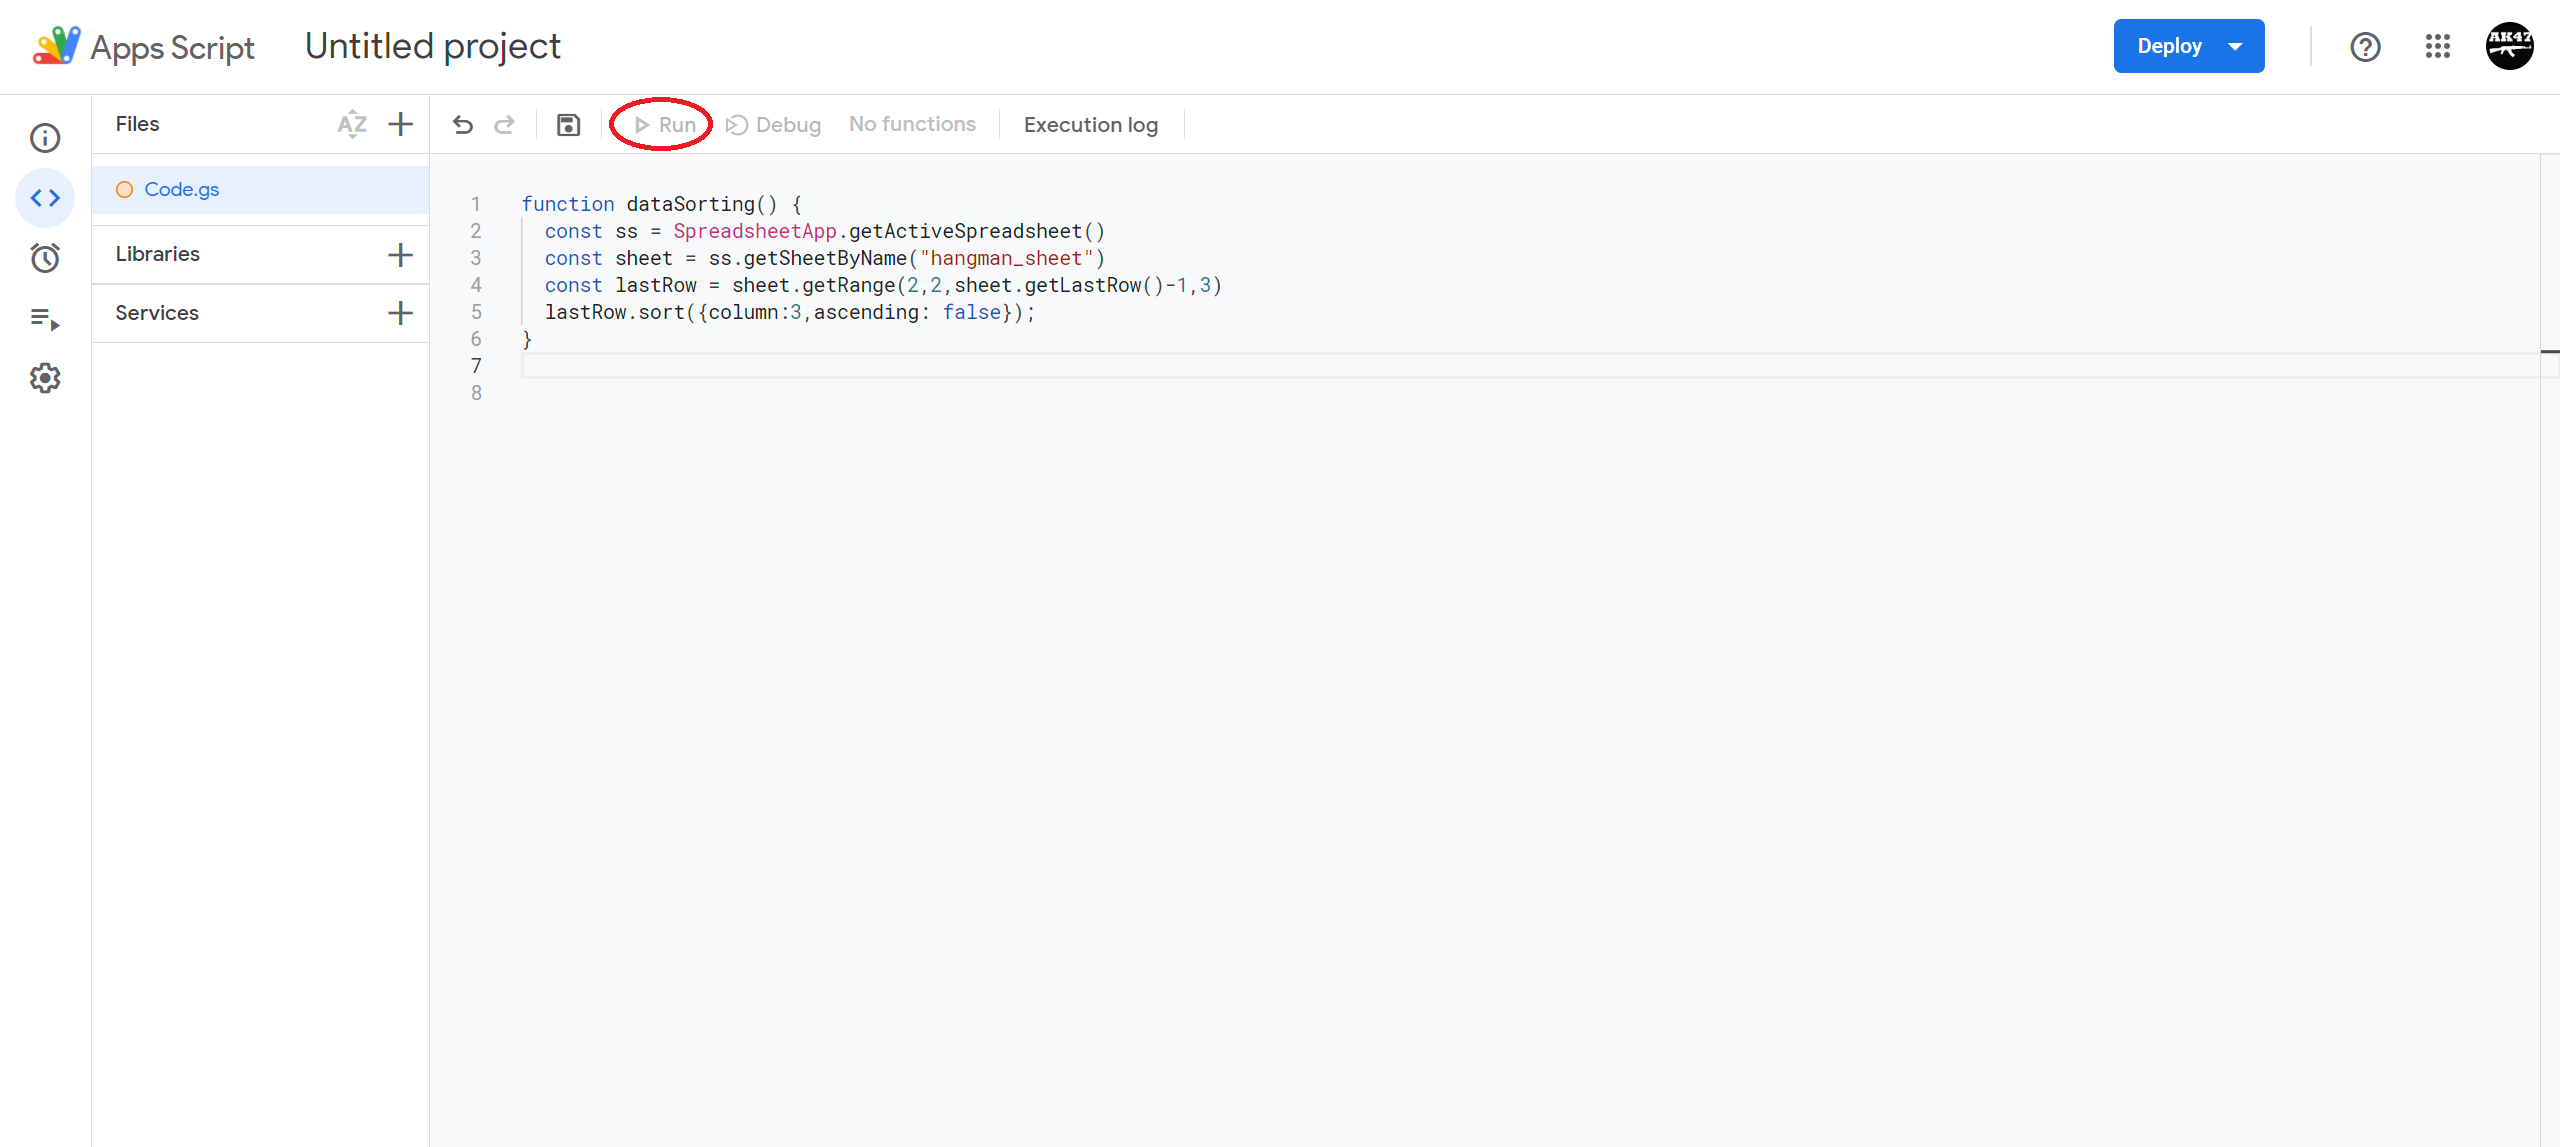 Apps Script
Untitled project
Deploy
AK47
Files
AZ
Run
Debug
No functions
Execution log
Code.gs
Libraries
Services
1 function dataSorting() {
2 const ss = SpreadsheetApp.getActiveSpreadsheet()
3 const sheet = ss.getSheetByName("hangman_sheet")
4 const lastRow = sheet.getRange(2,2,sheet.getLastRow()-1,3)
5 lastRow.sort({column:3,ascending: false});
6 }
7
8